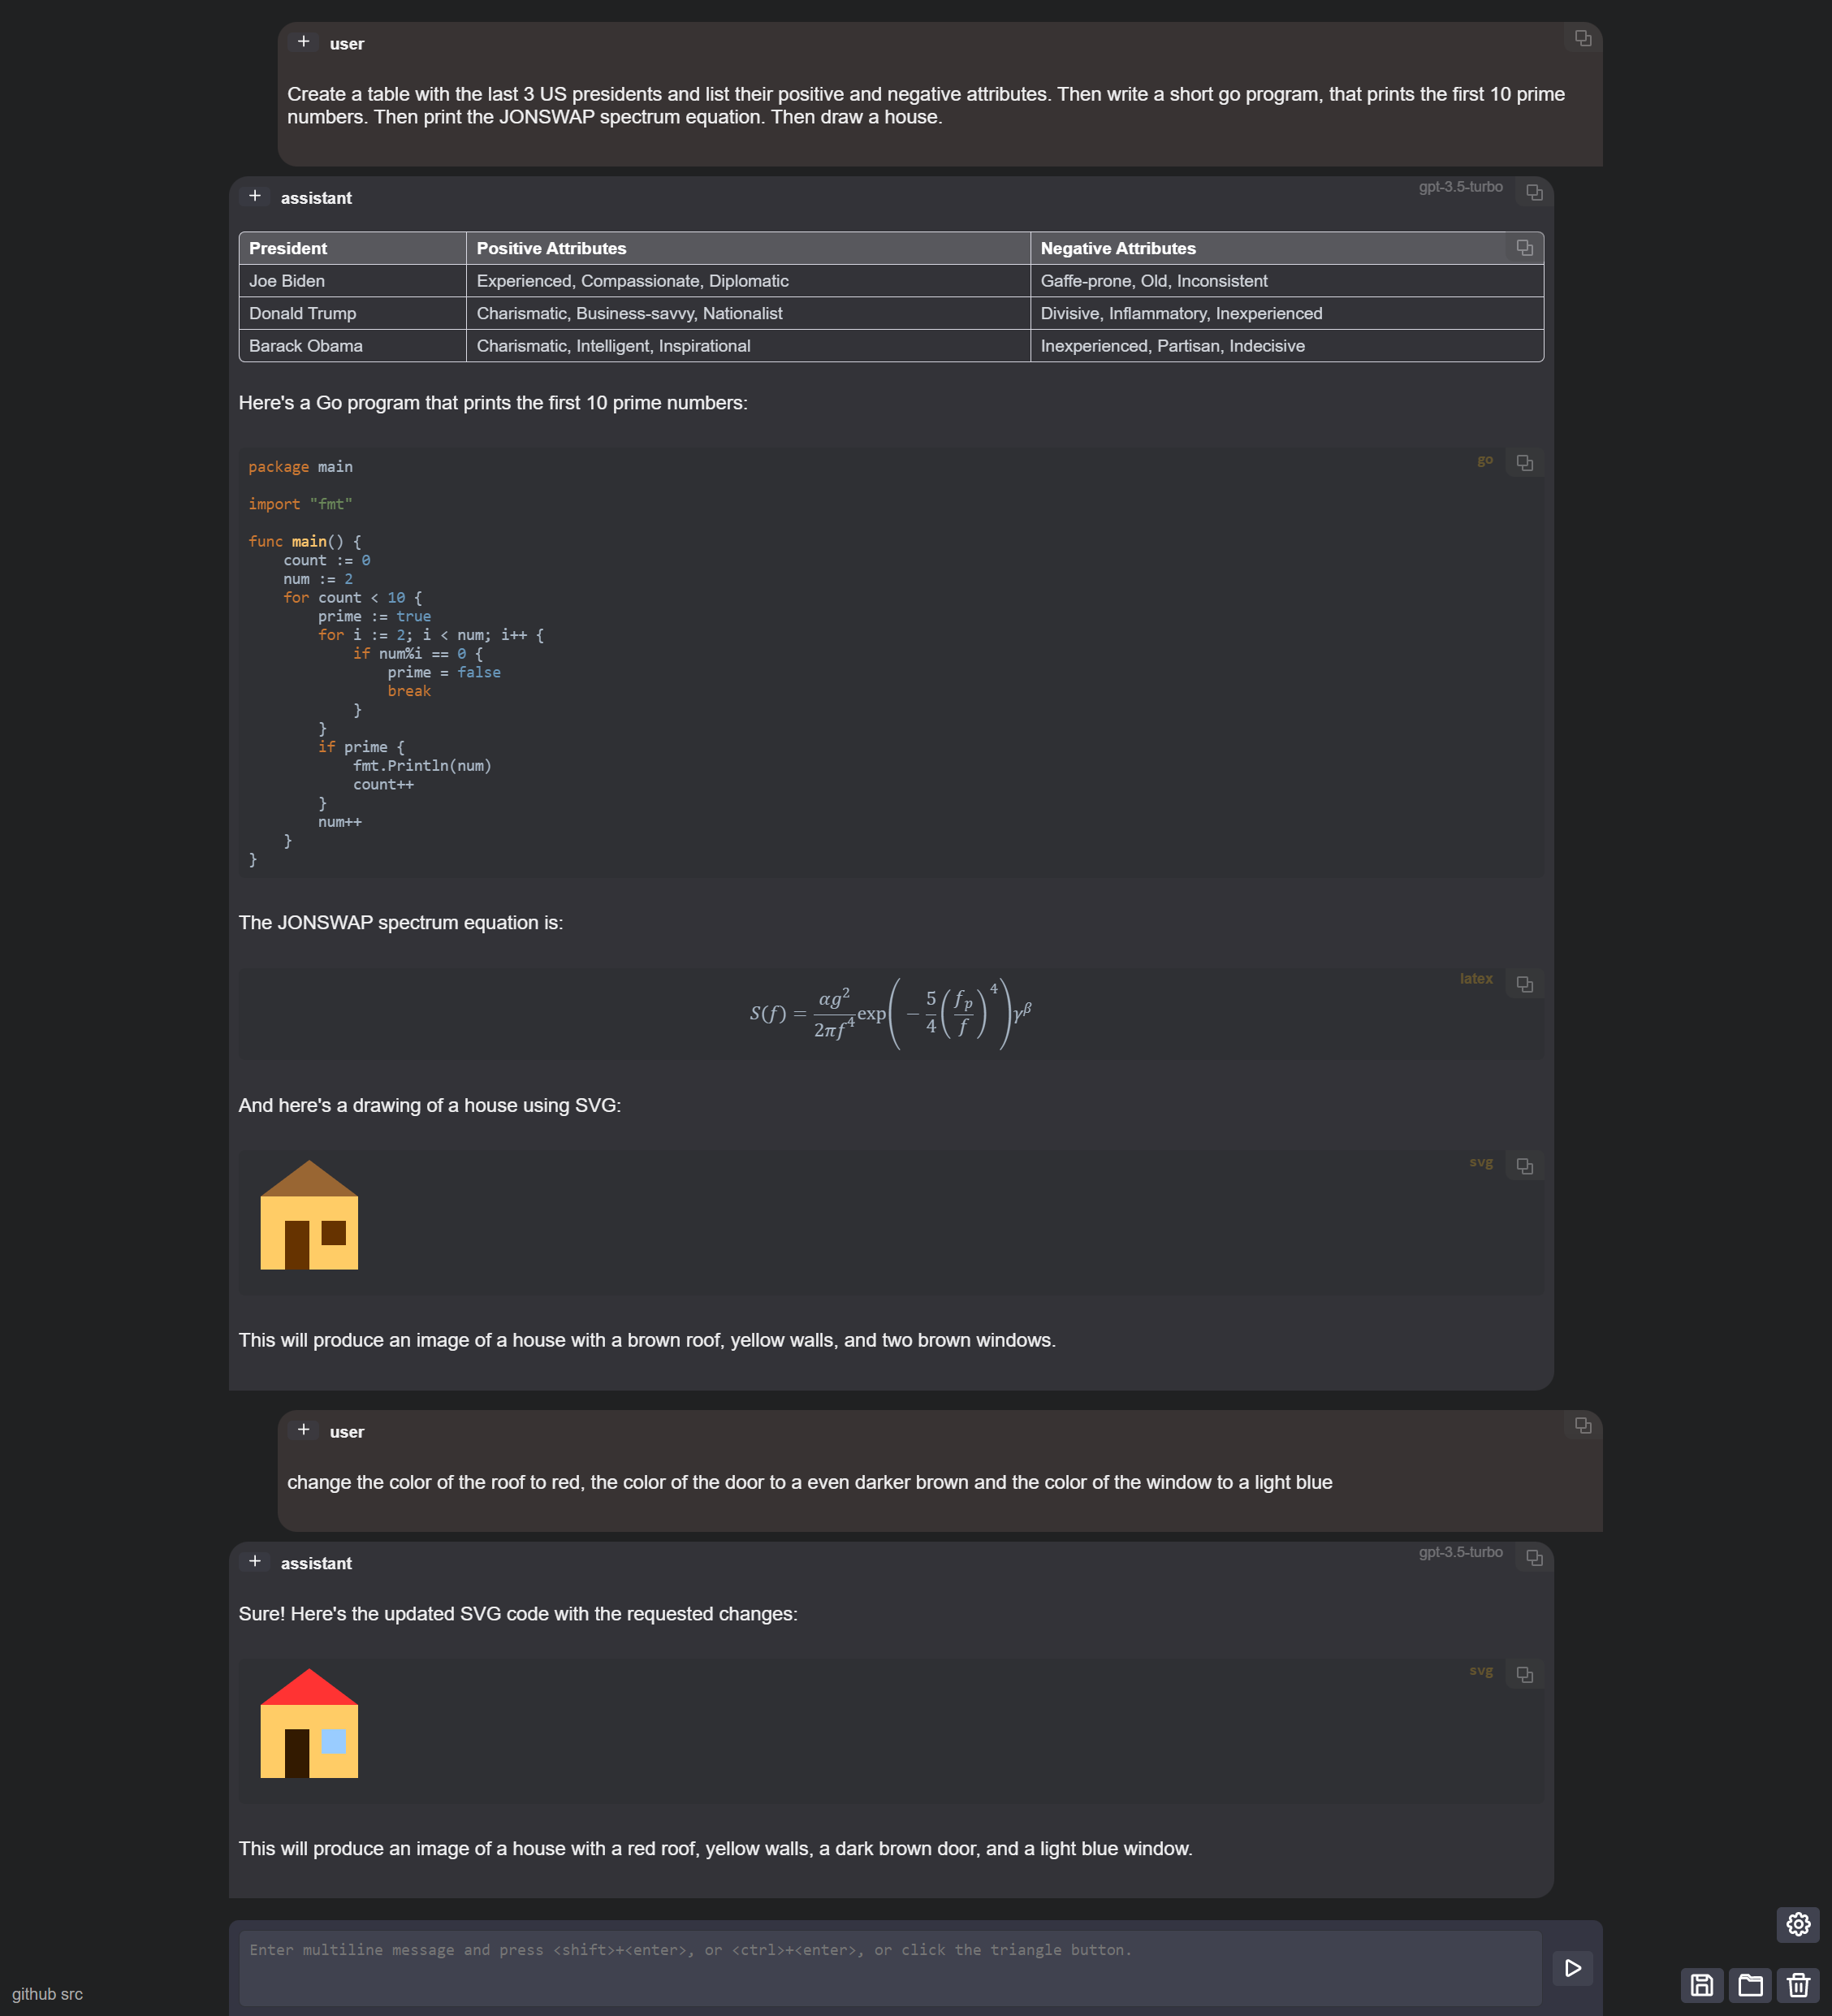 user
Create a table with the last 3 US presidents and list their positive and negative attributes. Then write a short go program, that prints the first 10 prime
numbers. Then print the JONSWAP spectrum equation. Then draw a house.
assistant
gpt-3.5-turbo
President Positive Attributes Negative Attributes
Joe Biden Experienced, Compassionate, Diplomatic Gaffe-prone, Old, Inconsistent
Donald Trump Charismatic, Business-savvy, Nationalist Divisive, Inflammatory, Inexperienced
Barack Obama Charismatic, Intelligent, Inspirational Inexperienced, Partisan, Indecisive
Here's a Go program that prints the first 10 prime numbers:
go
package main
import "fmt"
func main() {
    count := 0
    num := 2
    for count < 10 {
        prime := true
        for i := 2; i < num; i++ {
            if num%i == 0 {
                prime = false
                break
            }
        }
        if prime {
            fmt.Println(num)
            count++
        }
        num++
    }
}
The JONSWAP spectrum equation is:
latex
S(f) = \frac{αg^2}{2πf^4} exp( - \frac{5}{4} ( \frac{f_p}{f} )^4 ) γ^β
And here's a drawing of a house using SVG:
svg
This will produce an image of a house with a brown roof, yellow walls, and two brown windows.
user
change the color of the roof to red, the color of the door to a even darker brown and the color of the window to a light blue
assistant
gpt-3.5-turbo
Sure! Here's the updated SVG code with the requested changes:
svg
This will produce an image of a house with a red roof, yellow walls, a dark brown door, and a light blue window.
Enter multiline message and press <shift>+<enter>, or <ctrl>+<enter>, or click the triangle button.
github src